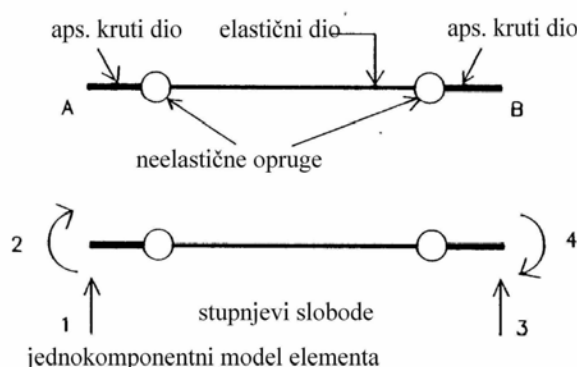 aps. kruti dio
elastični dio
aps. kruti dio
A
B
neelastične opruge
2
4
1
stupnjevi slobode
3
jednokomponentni model elementa